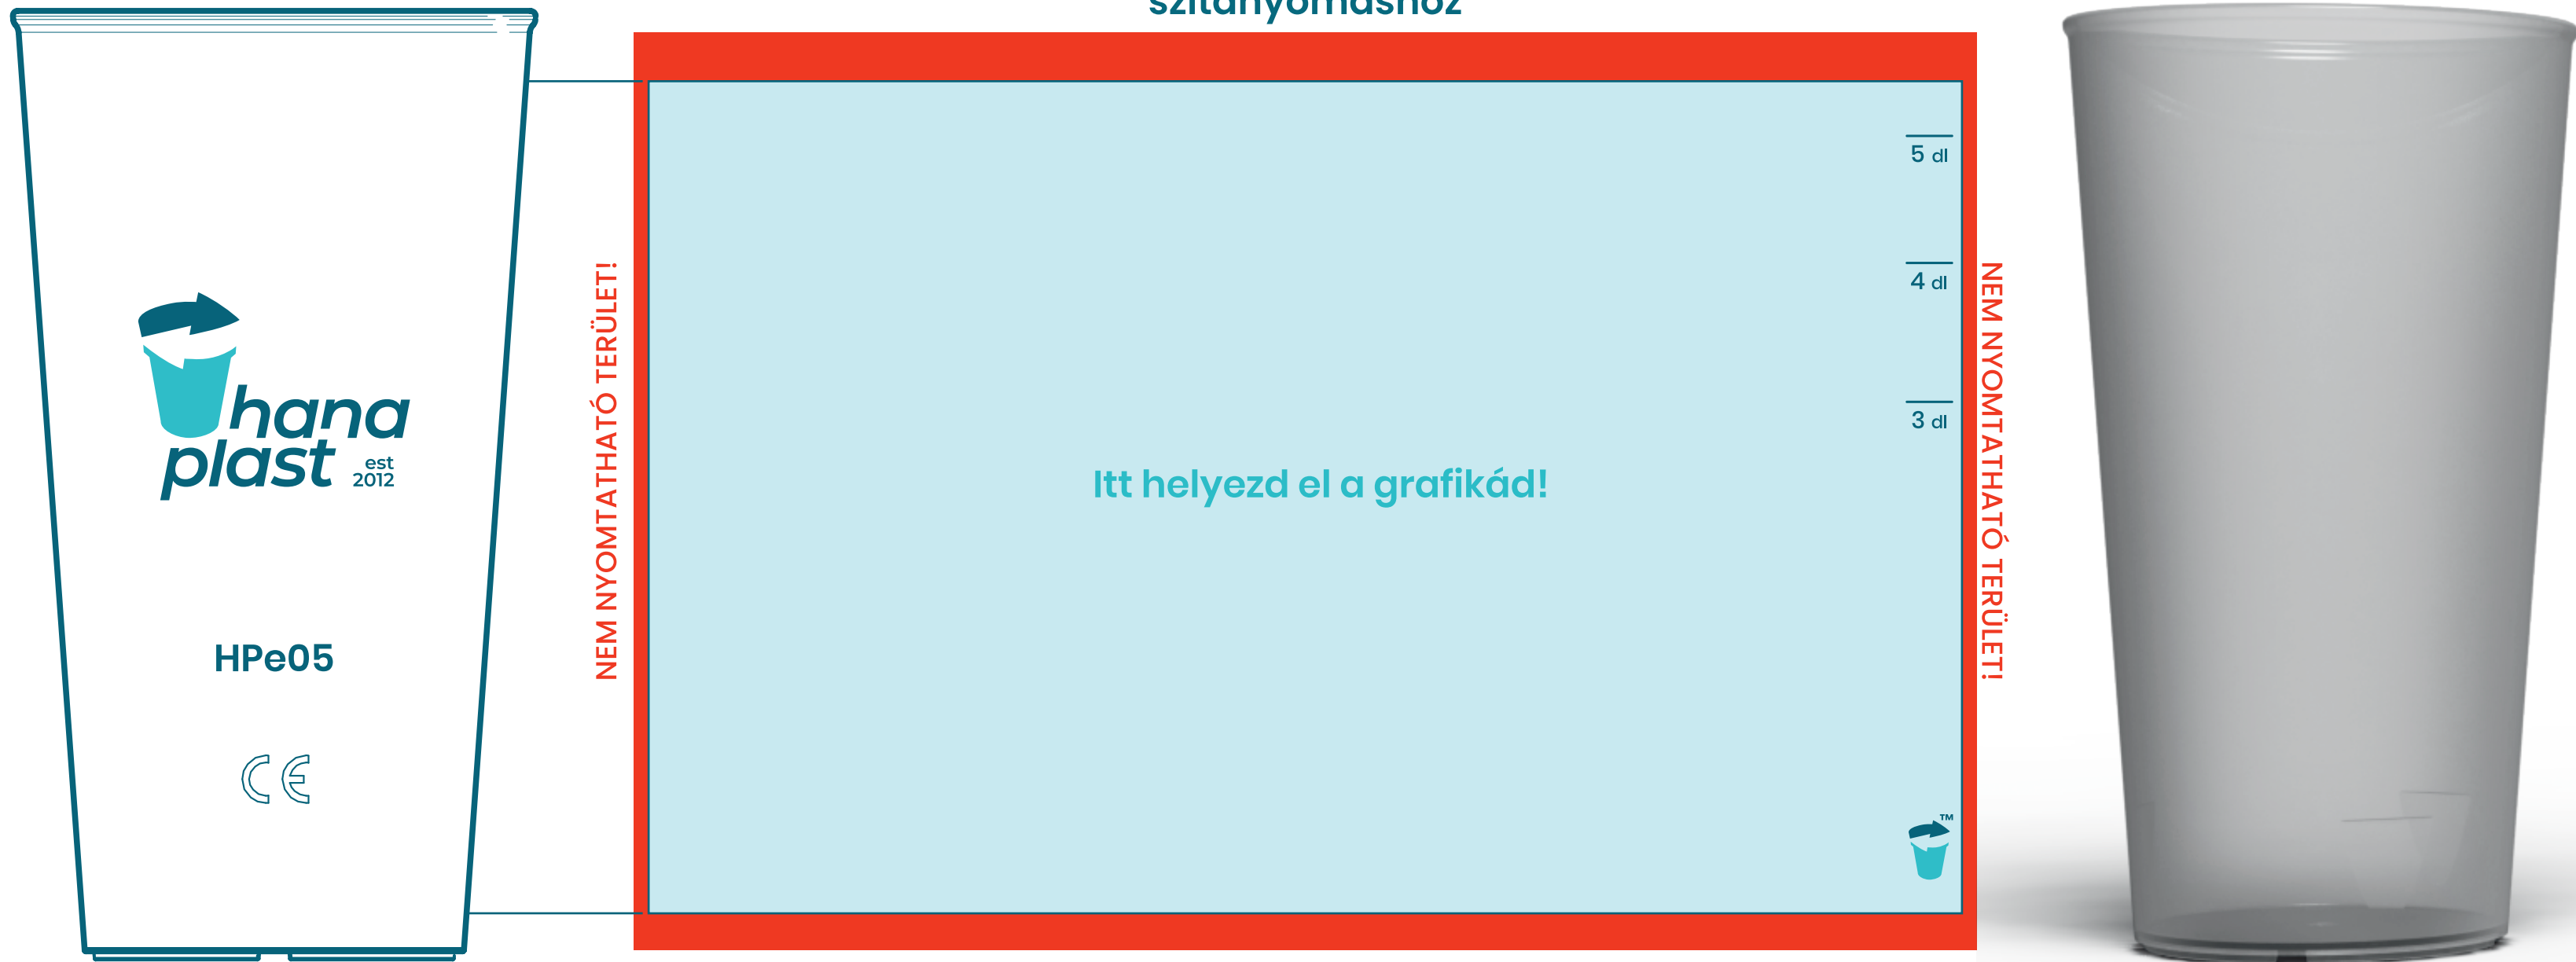 szitanyomáshoz
hana
plast
est
2012
HPe05
CE
NEM NYOMTATHATÓ TERÜLET!
Itt helyezd el a grafikád!
5 dl
4 dl
3 dl
TM
NEM NYOMTATHATÓ TERÜLET!